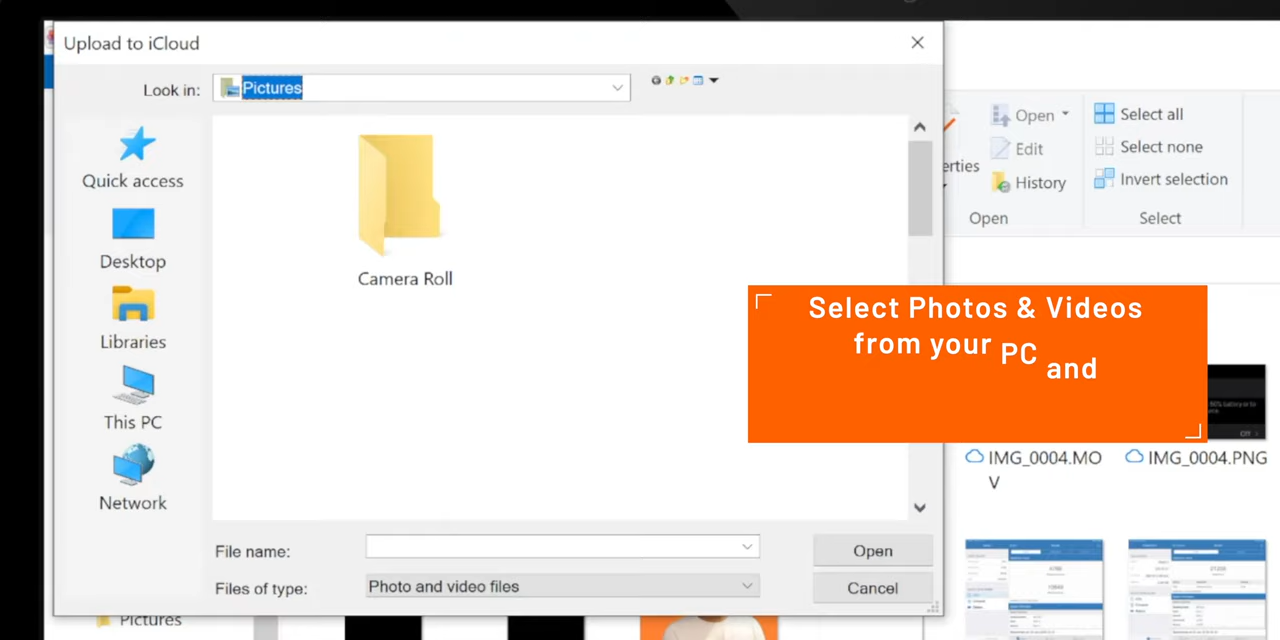 Upload to iCloud
Look in:
Pictures
Quick access
Desktop
Libraries
This PC
Network
Camera Roll
File name:
Open
Files of type:
Photo and video files
Cancel
erties
Open
Edit
History
Open
Select all
Select none
Invert selection
Select
Select Photos & Videos
from your PC and
IMG_0004.MO
V
IMG_0004.PNG
Pictures